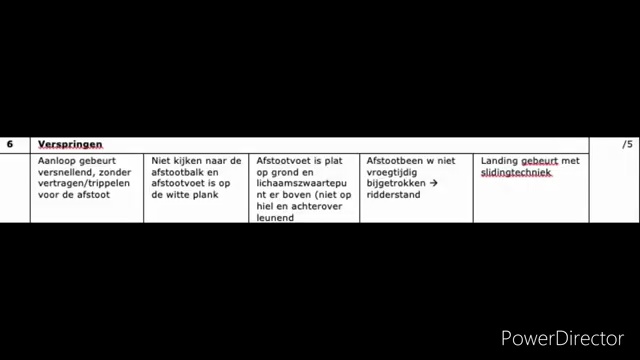 6 Verspringen /5
Aanloop gebeurt
versnellend, zonder
vertragen/trippelen
voor de afstoot
Niet kijken naar de
afstootbalk en
afstootvoet is op
de witte plank
Afstootvoet is plat
op grond en
lichaamszwaartepu
nt er boven (niet op
hiel en achterover
leunend
Afstootbeen w niet
vroegtijdig
bijgetrokken →
ridderstand
Landing gebeurt met
slidingtechniek
PowerDirector